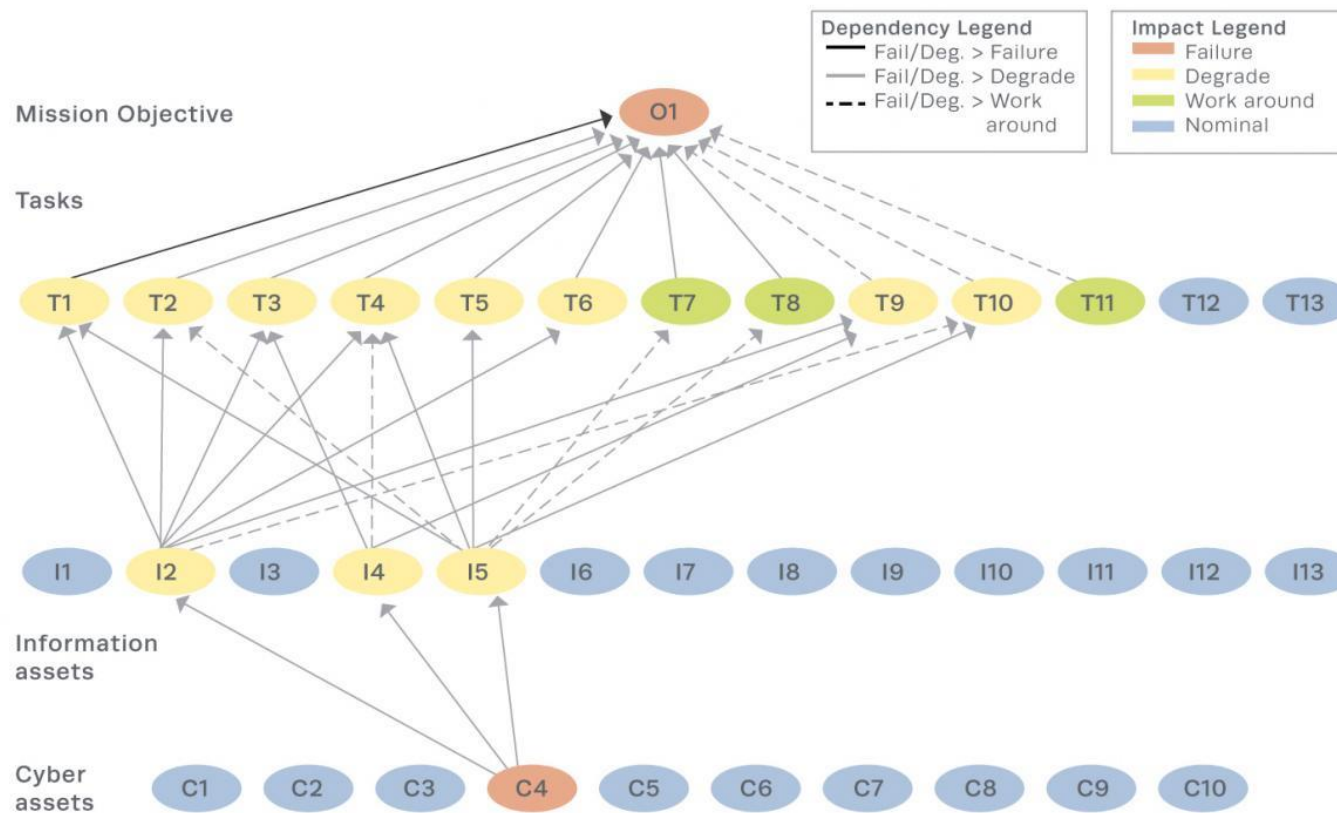 Dependency Legend
Fail/Deg. > Failure
Fail/Deg. > Degrade
Fail/Deg. > Work
around
Impact Legend
Failure
Degrade
Work around
Nominal
Mission Objective
O1
Tasks
T1 T2 T3 T4 T5 T6 T7 T8 T9 T10 T11 T12 T13
I1 I2 I3 I4 I5 I6 I7 I8 I9 I10 I11 I12 I13
Information
assets
Cyber
assets
C1 C2 C3 C4 C5 C6 C7 C8 C9 C10